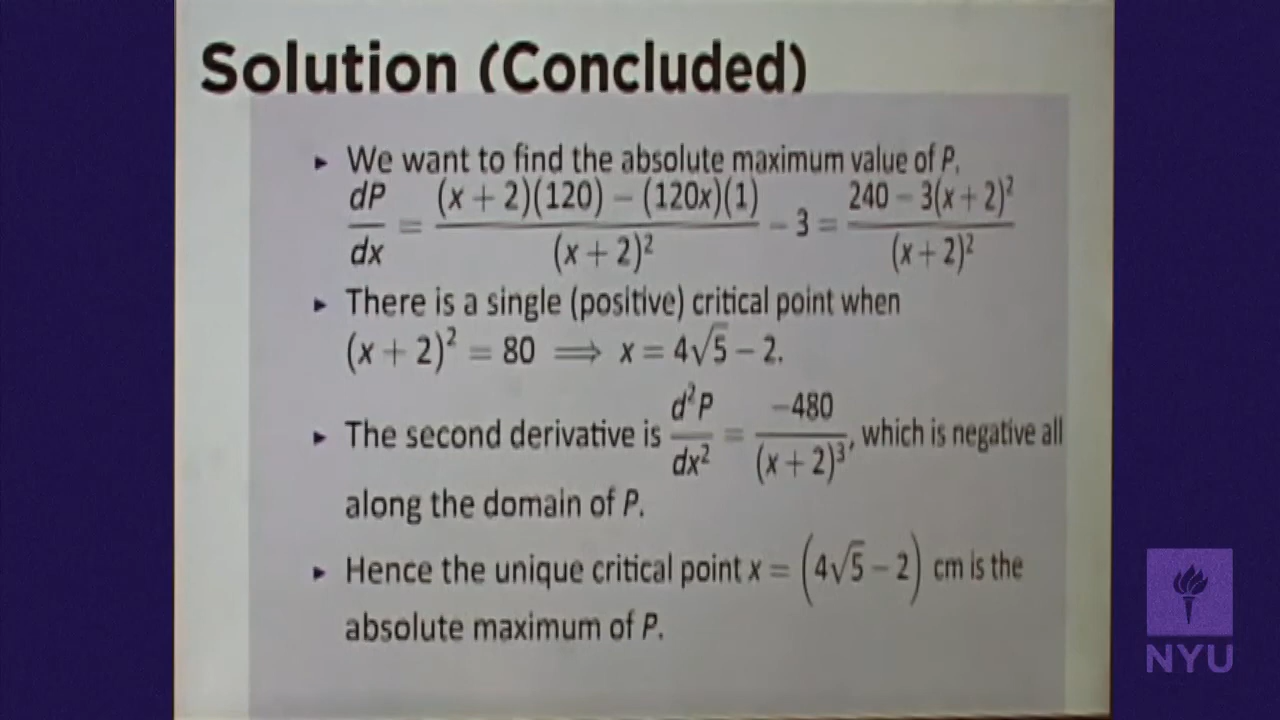 Solution (Concluded)
▸ We want to find the absolute maximum value of P.
dP/dx = ((x + 2)(120) − (120x)(1))/(x + 2)² − 3 = (240 − 3(x + 2)²)/(x + 2)²
▸ There is a single (positive) critical point when
(x + 2)² = 80 ⟹ x = 4√5 − 2.
▸ The second derivative is d²P/dx² = −480/(x + 2)³, which is negative all
along the domain of P.
▸ Hence the unique critical point x = (4√5 − 2) cm is the
absolute maximum of P.
NYU